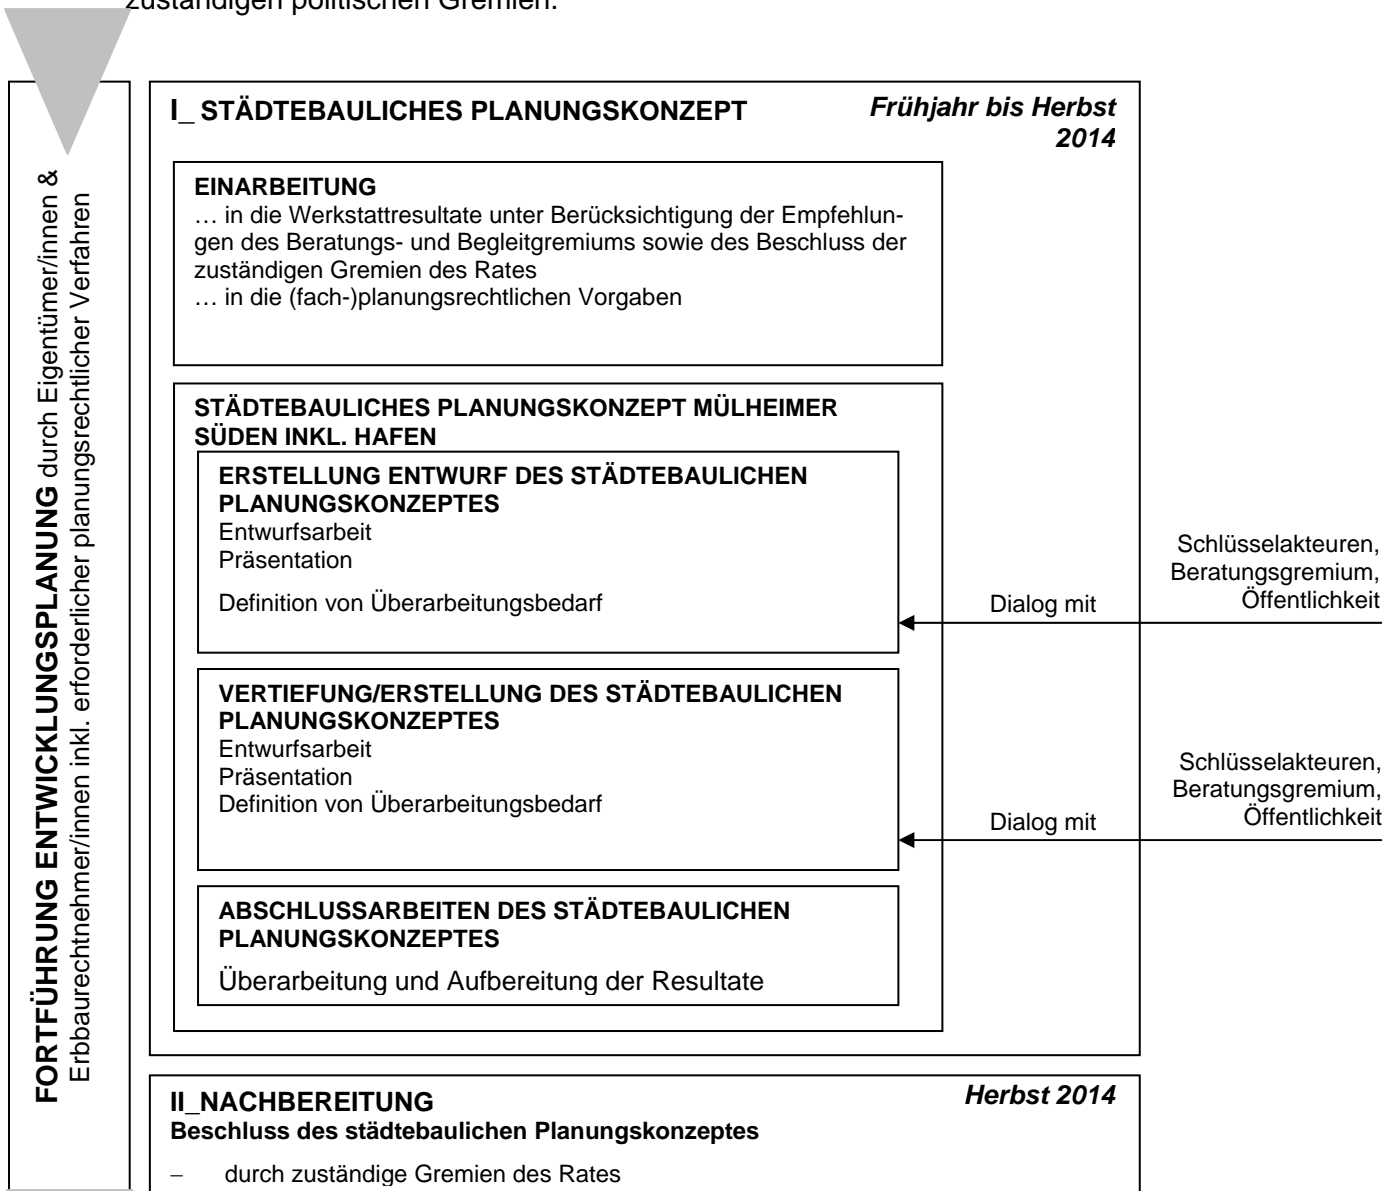 zuständigen politischen Gremien.
FORTFÜHRUNG ENTWICKLUNGSPLANUNG durch Eigentümer/innen &
Erbbaurechtnehmer/innen inkl. erforderlicher planungsrechtlicher Verfahren
I_ STÄDTEBAULICHES PLANUNGSKONZEPT
Frühjahr bis Herbst
2014
EINARBEITUNG
… in die Werkstattresultate unter Berücksichtigung der Empfehlun-
gen des Beratungs- und Begleitgremiums sowie des Beschluss der
zuständigen Gremien des Rates
… in die (fach-)planungsrechtlichen Vorgaben
STÄDTEBAULICHES PLANUNGSKONZEPT MÜLHEIMER
SÜDEN INKL. HAFEN
ERSTELLUNG ENTWURF DES STÄDTEBAULICHEN
PLANUNGSKONZEPTES
Entwurfsarbeit
Präsentation
Definition von Überarbeitungsbedarf
Dialog mit
Schlüsselakteuren,
Beratungsgremium,
Öffentlichkeit
VERTIEFUNG/ERSTELLUNG DES STÄDTEBAULICHEN
PLANUNGSKONZEPTES
Entwurfsarbeit
Präsentation
Definition von Überarbeitungsbedarf
Dialog mit
Schlüsselakteuren,
Beratungsgremium,
Öffentlichkeit
ABSCHLUSSARBEITEN DES STÄDTEBAULICHEN
PLANUNGSKONZEPTES
Überarbeitung und Aufbereitung der Resultate
II_NACHBEREITUNG
Herbst 2014
Beschluss des städtebaulichen Planungskonzeptes
– durch zuständige Gremien des Rates